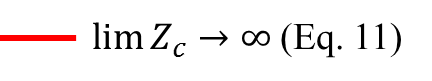 lim Z_c → ∞ (Eq. 11)